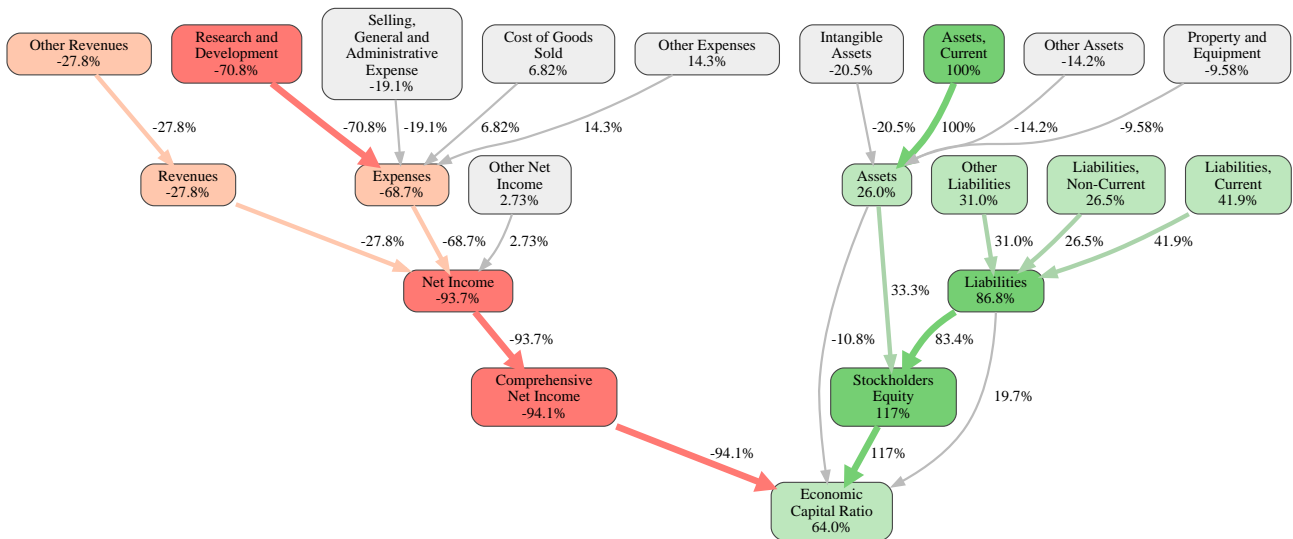 Other Revenues
-27.8%
Research and
Development
-70.8%
Selling,
General and
Administrative
Expense
-19.1%
Cost of Goods
Sold
6.82%
Other Expenses
14.3%
Intangible
Assets
-20.5%
Assets,
Current
100%
Other Assets
-14.2%
Property and
Equipment
-9.58%
-27.8%
-70.8%
-19.1%
6.82%
14.3%
-20.5%
100%
-14.2%
-9.58%
Revenues
-27.8%
Expenses
-68.7%
Other Net
Income
2.73%
Assets
26.0%
Other
Liabilities
31.0%
Liabilities,
Non-Current
26.5%
Liabilities,
Current
41.9%
-27.8%
-68.7%
2.73%
31.0%
26.5%
41.9%
Net Income
-93.7%
33.3%
Liabilities
86.8%
-93.7%
-10.8%
83.4%
Comprehensive
Net Income
-94.1%
Stockholders
Equity
117%
19.7%
-94.1%
117%
Economic
Capital Ratio
64.0%